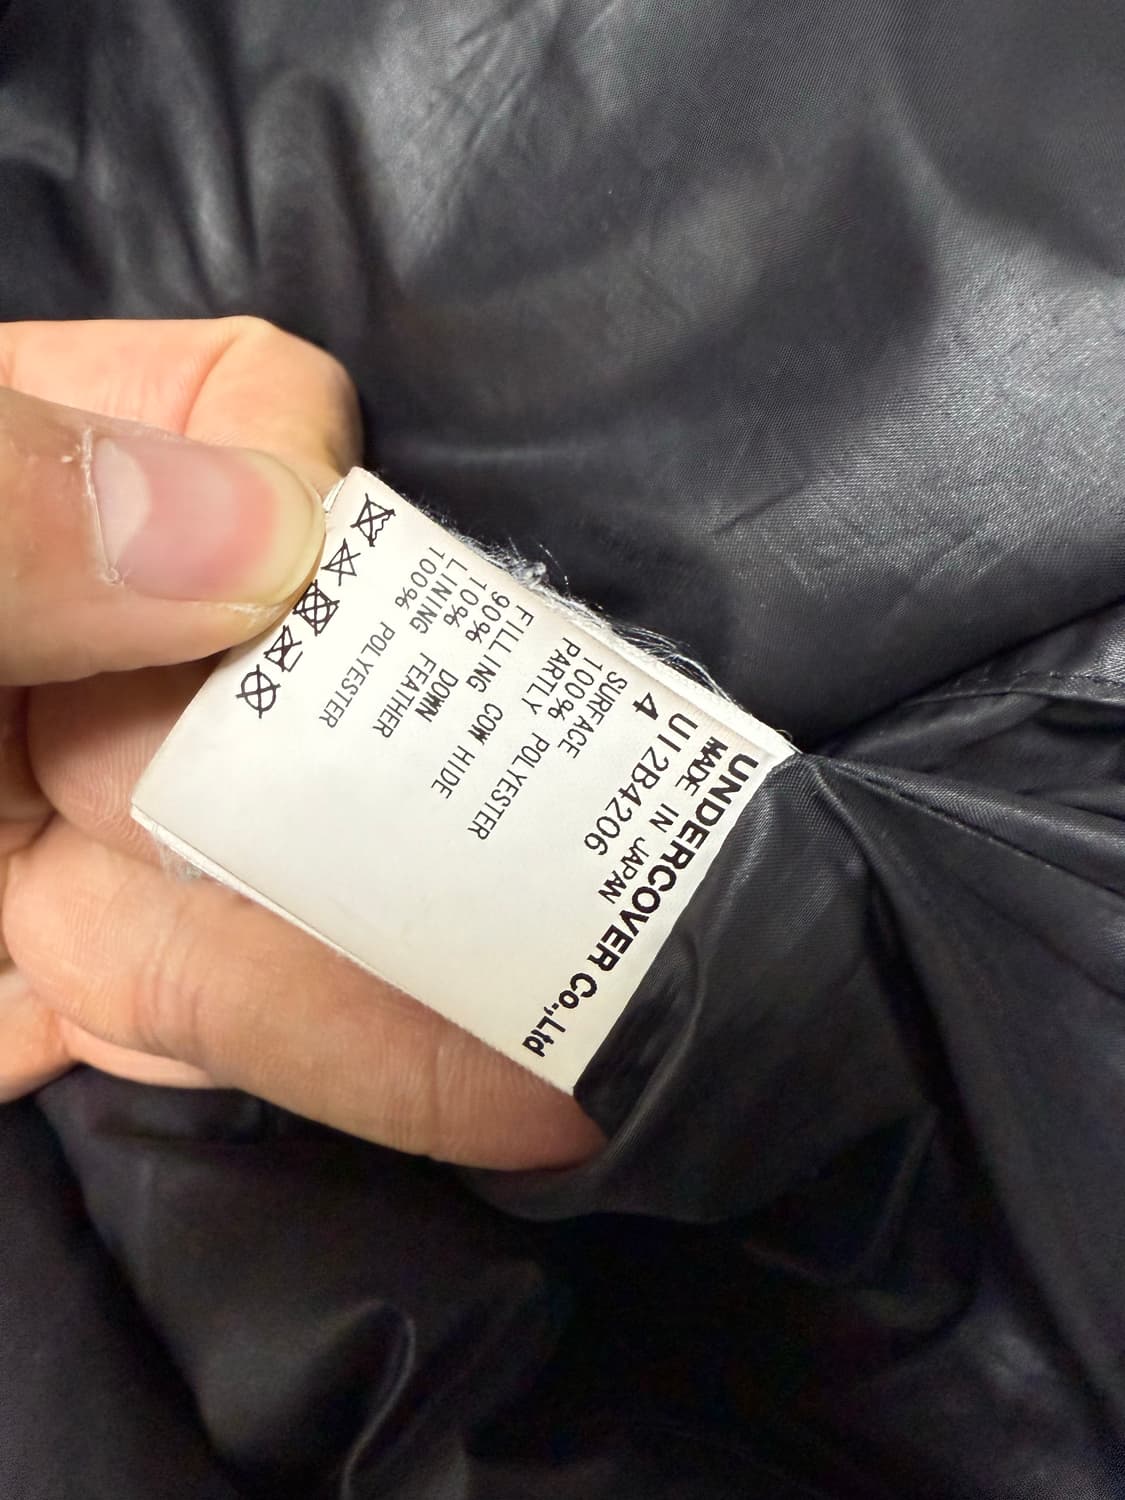 UNDERCOVER Co.,Ltd
MADE IN JAPAN
UI2B4206
4
SURFACE
100% POLYESTER
PARTLY
COW HIDE
FILLING
90% DOWN
10% FEATHER
LINING
100% POLYESTER